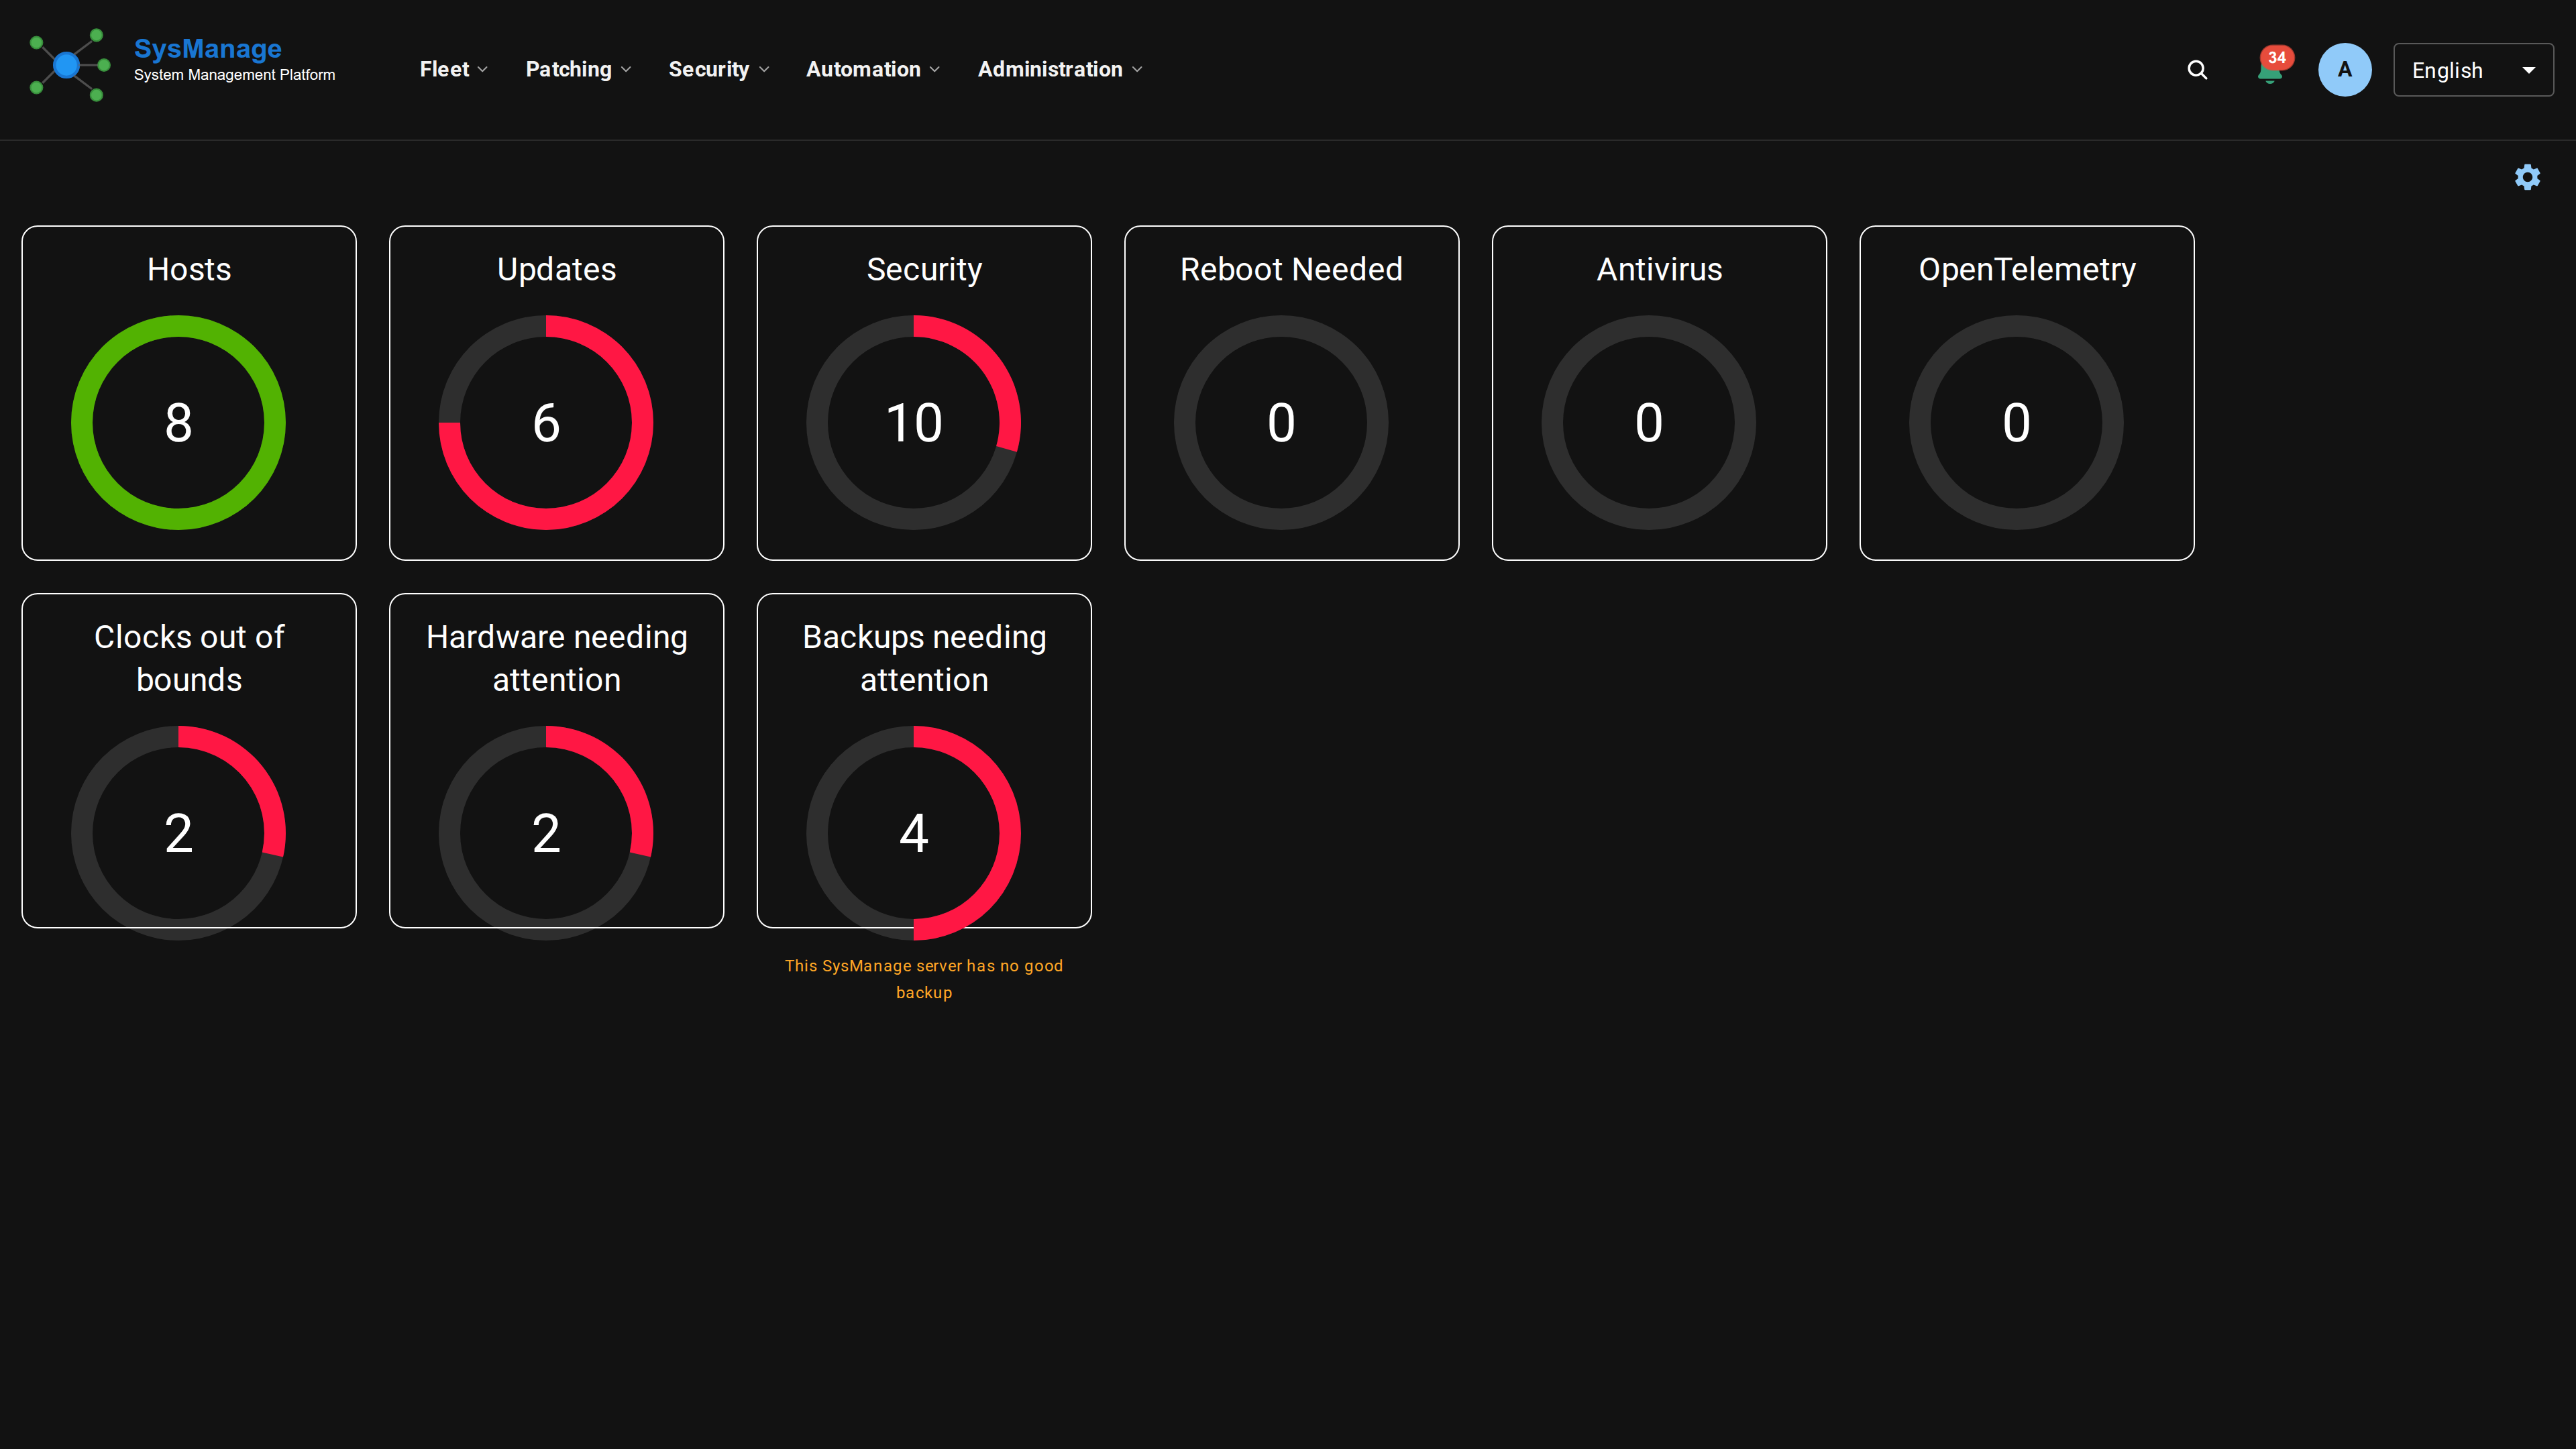 SysManage
System Management Platform
Fleet
Patching
Security
Automation
Administration
34
A
English
Hosts
8
Updates
6
Security
10
Reboot Needed
0
Antivirus
0
OpenTelemetry
0
Clocks out of
bounds
2
Hardware needing
attention
2
Backups needing
attention
4
This SysManage server has no good
backup